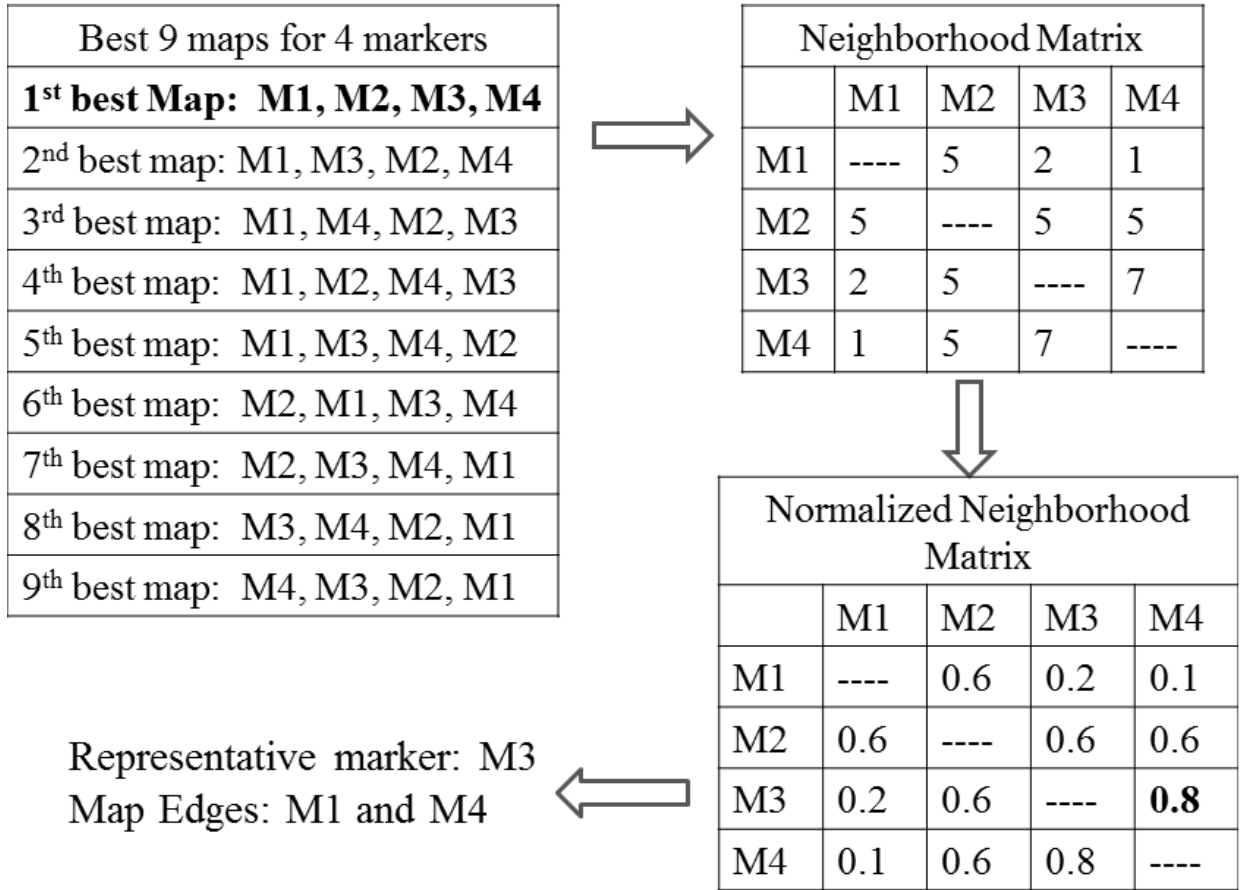 Best 9 maps for 4 markers
1st best Map: M1, M2, M3, M4
2nd best map: M1, M3, M2, M4
3rd best map: M1, M4, M2, M3
4th best map: M1, M2, M4, M3
5th best map: M1, M3, M4, M2
6th best map: M2, M1, M3, M4
7th best map: M2, M3, M4, M1
8th best map: M3, M4, M2, M1
9th best map: M4, M3, M2, M1
Neighborhood Matrix
M1 M2 M3 M4
M1 ---- 5 2 1
M2 5 ---- 5 5
M3 2 5 ---- 7
M4 1 5 7 ----
Normalized Neighborhood
Matrix
M1 M2 M3 M4
M1 ---- 0.6 0.2 0.1
M2 0.6 ---- 0.6 0.6
M3 0.2 0.6 ---- 0.8
M4 0.1 0.6 0.8 ----
Representative marker: M3
Map Edges: M1 and M4